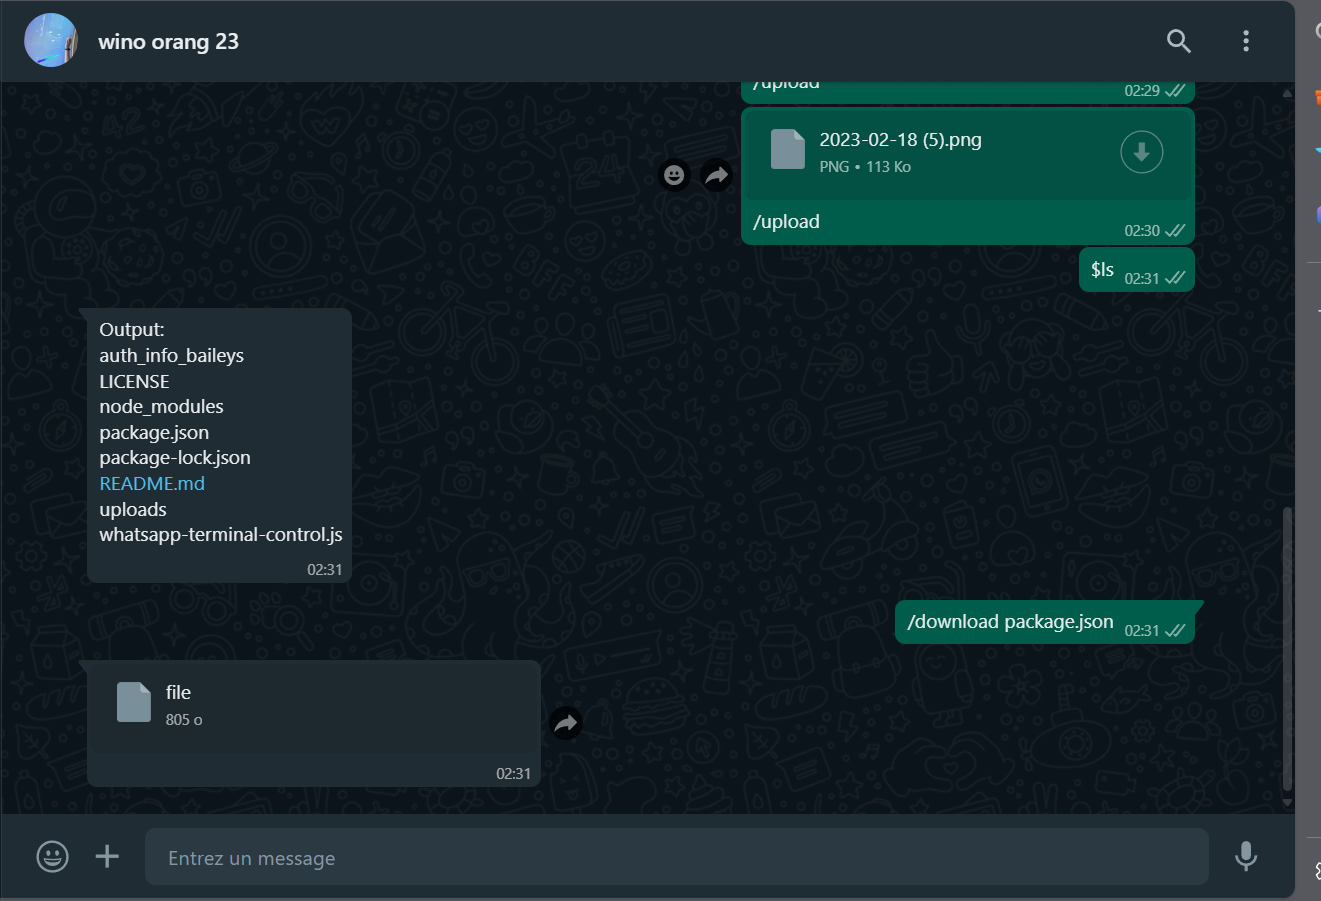 wino orang 23
/upload
02:29
2023-02-18 (5).png
PNG • 113 Ko
/upload
02:30
$ls
02:31
Output:
auth_info_baileys
LICENSE
node_modules
package.json
package-lock.json
README.md
uploads
whatsapp-terminal-control.js
02:31
/download package.json
02:31
file
805 o
02:31
Entrez un message